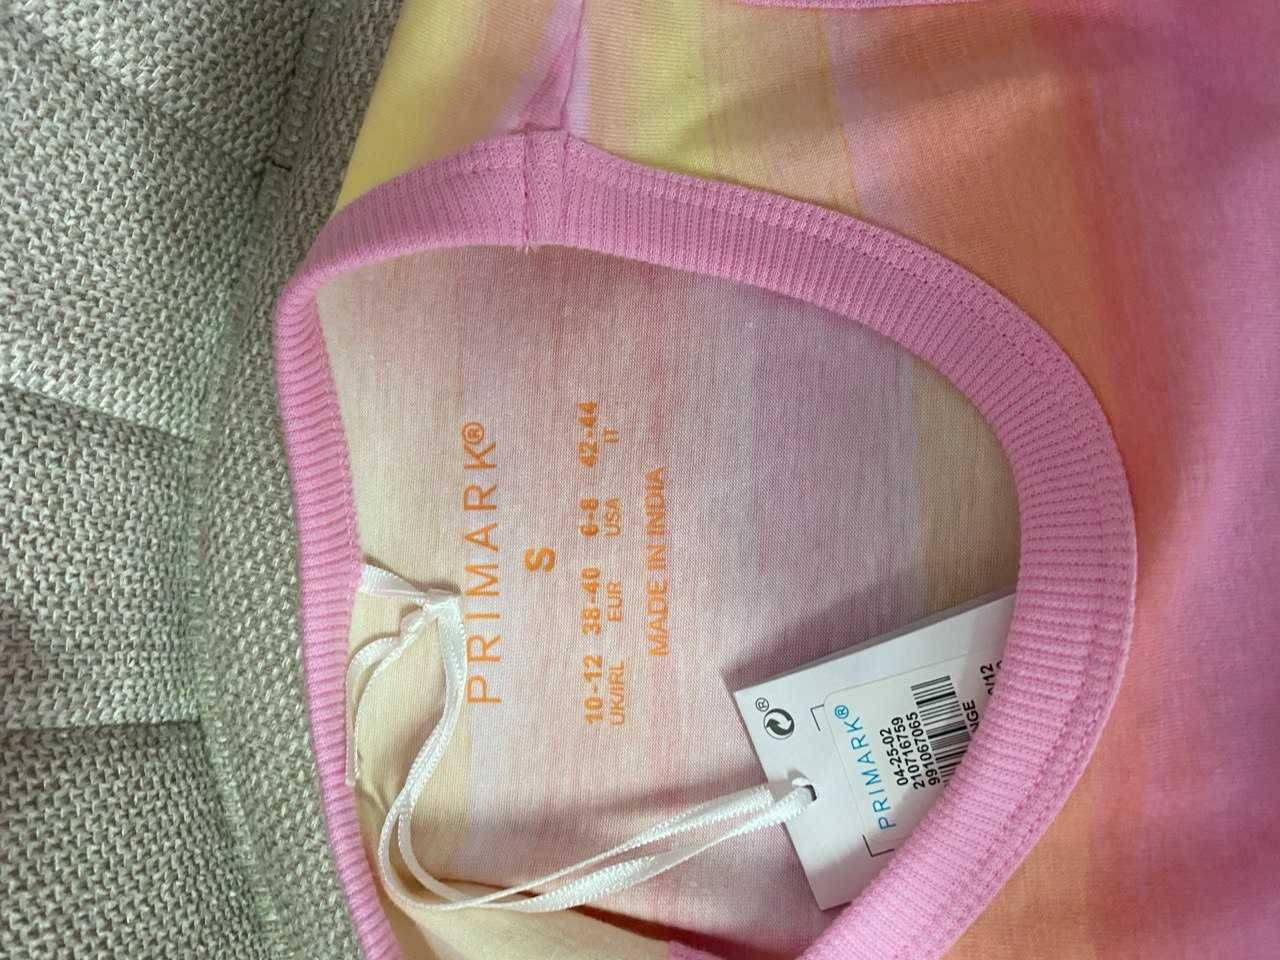 PRIMARK®
S
10-12 38-40 6-8 42-44
UK/IRL EUR USA IT
MADE IN INDIA
®
PRIMARK®
04-25-02
210716759
991067065